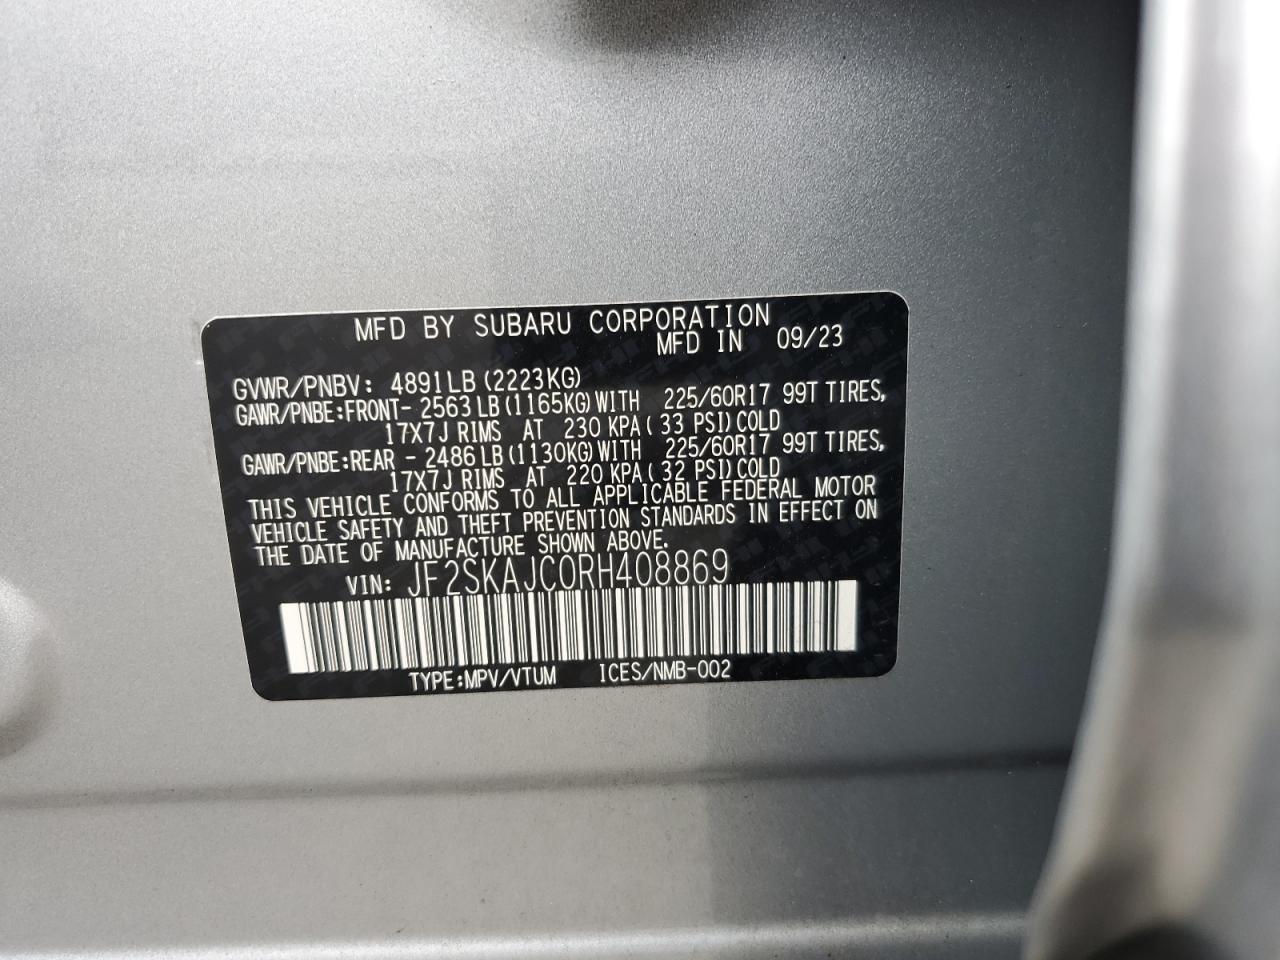 MFD BY SUBARU CORPORATION
MFD IN 09/23
GVWR/PNBV: 4891LB (2223KG)
GAWR/PNBE:FRONT- 2563LB (1165KG) WITH 225/60R17 99T TIRES,
17X7J RIMS AT 230 KPA (33 PSI) COLD
GAWR/PNBE:REAR - 2486LB (1130KG) WITH 225/60R17 99T TIRES,
17X7J RIMS AT 220 KPA (32 PSI) COLD
THIS VEHICLE CONFORMS TO ALL APPLICABLE FEDERAL MOTOR
VEHICLE SAFETY AND THEFT PREVENTION STANDARDS IN EFFECT ON
THE DATE OF MANUFACTURE SHOWN ABOVE.
VIN: JF2SKAJC0RH408869
TYPE:MPV/VTUM ICES/NMB-002